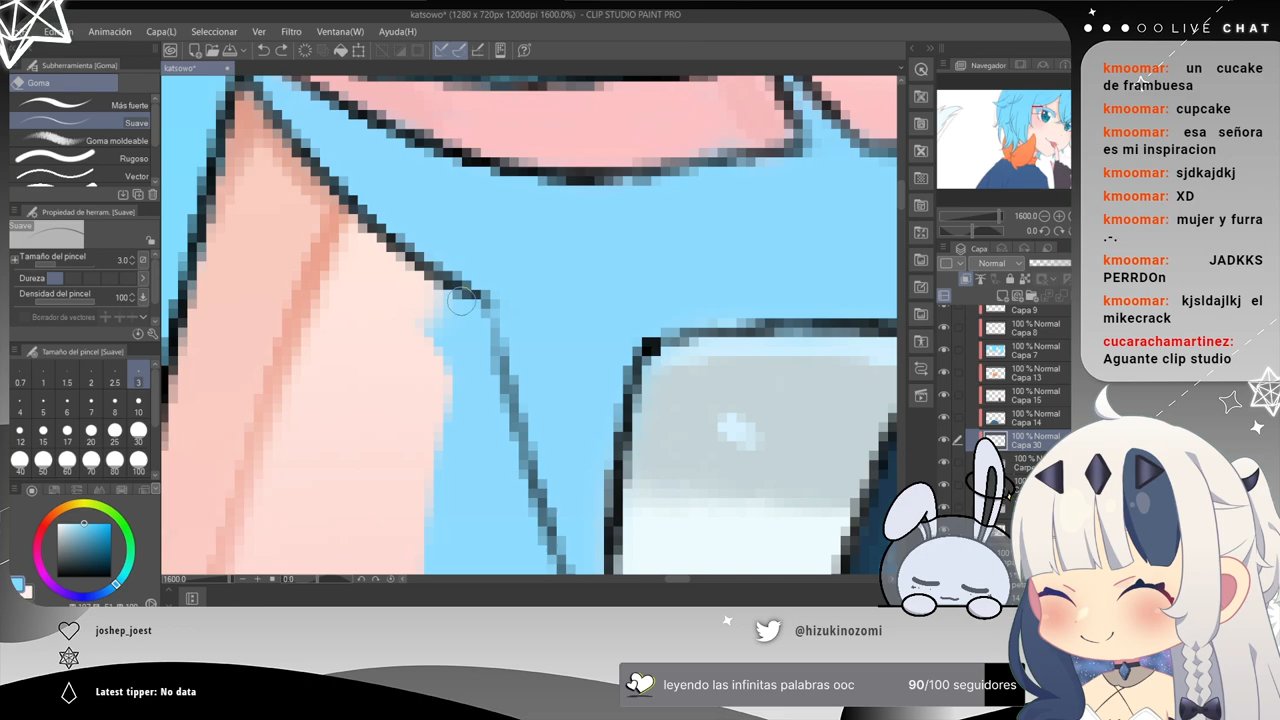 katsowo* (1280 x 720px 1200dpi 1600.0%) - CLIP STUDIO PAINT PRO
Animación Capa(L) Seleccionar Ver Filtro Ventana(W) Ayuda(H)
Subherramienta [Goma]
Goma
Más fuerte
Suave
Goma moldeable
Rugoso
Vector
Propiedad de herram. [Suave]
Suave
Tamaño del pincel 3.0
Dureza
Densidad del pincel 100
Borrador de vectores
Tamaño del pincel [Suave]
0.7 1 1.5 2 2.5 3
4 5 6 7 8 10
12 15 17 20 25 30
40 50 60 70 80 100
katsowo*
1600.0 0.0
Navegador
1600.0
0.0
Capa
Normal
Capa 9
100 % Normal
Capa 8
100 % Normal
Capa 7
100 % Normal
Capa 13
100 % Normal
Capa 15
100 % Normal
Capa 14
100 % Normal
Capa 30
LIVE CHAT
kmoomar: un cucake
de frambuesa
kmoomar: cupcake
kmoomar: esa señora
es mi inspiracion
kmoomar: sjdkajdkj
kmoomar: XD
kmoomar: mujer y furra
.-.
kmoomar: JADKKS
PERRDOn
kmoomar: kjsldajlkj el
mikecrack
cucarachamartinez:
Aguante clip studio
joshep_joest
Latest tipper: No data
@hizukinozomi
leyendo las infinitas palabras ooc 90/100 seguidores